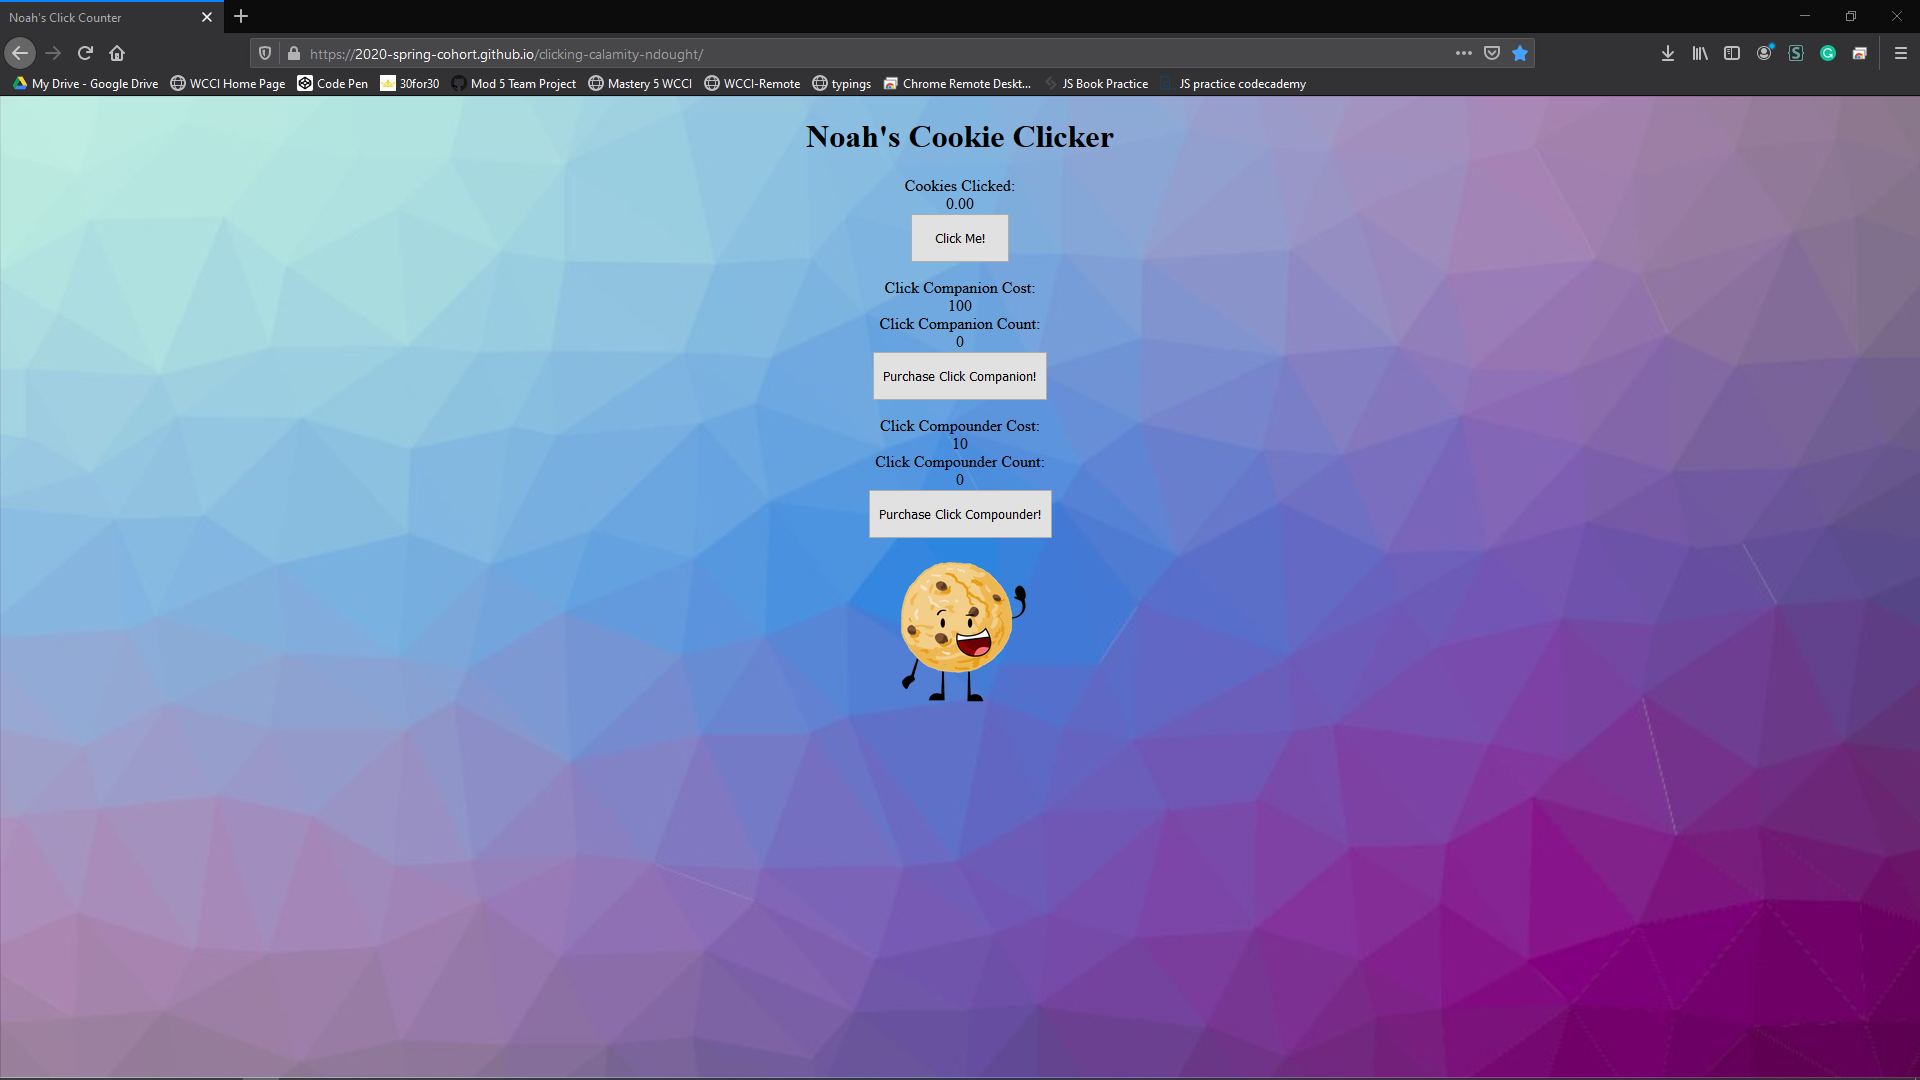 Noah's Click Counter
https://2020-spring-cohort.github.io/clicking-calamity-ndought/
My Drive - Google Drive WCCI Home Page Code Pen 30for30 Mod 5 Team Project Mastery 5 WCCI WCCI-Remote typings Chrome Remote Deskt... JS Book Practice JS practice codecademy
Noah's Cookie Clicker
Cookies Clicked:
0.00
Click Me!
Click Companion Cost:
100
Click Companion Count:
0
Purchase Click Companion!
Click Compounder Cost:
10
Click Compounder Count:
0
Purchase Click Compounder!